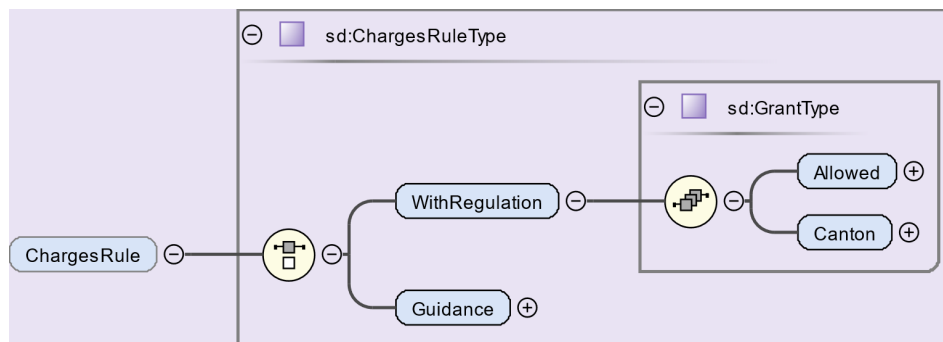 sd:ChargesRuleType
sd:GrantType
Allowed
WithRegulation
Canton
ChargesRule
Guidance